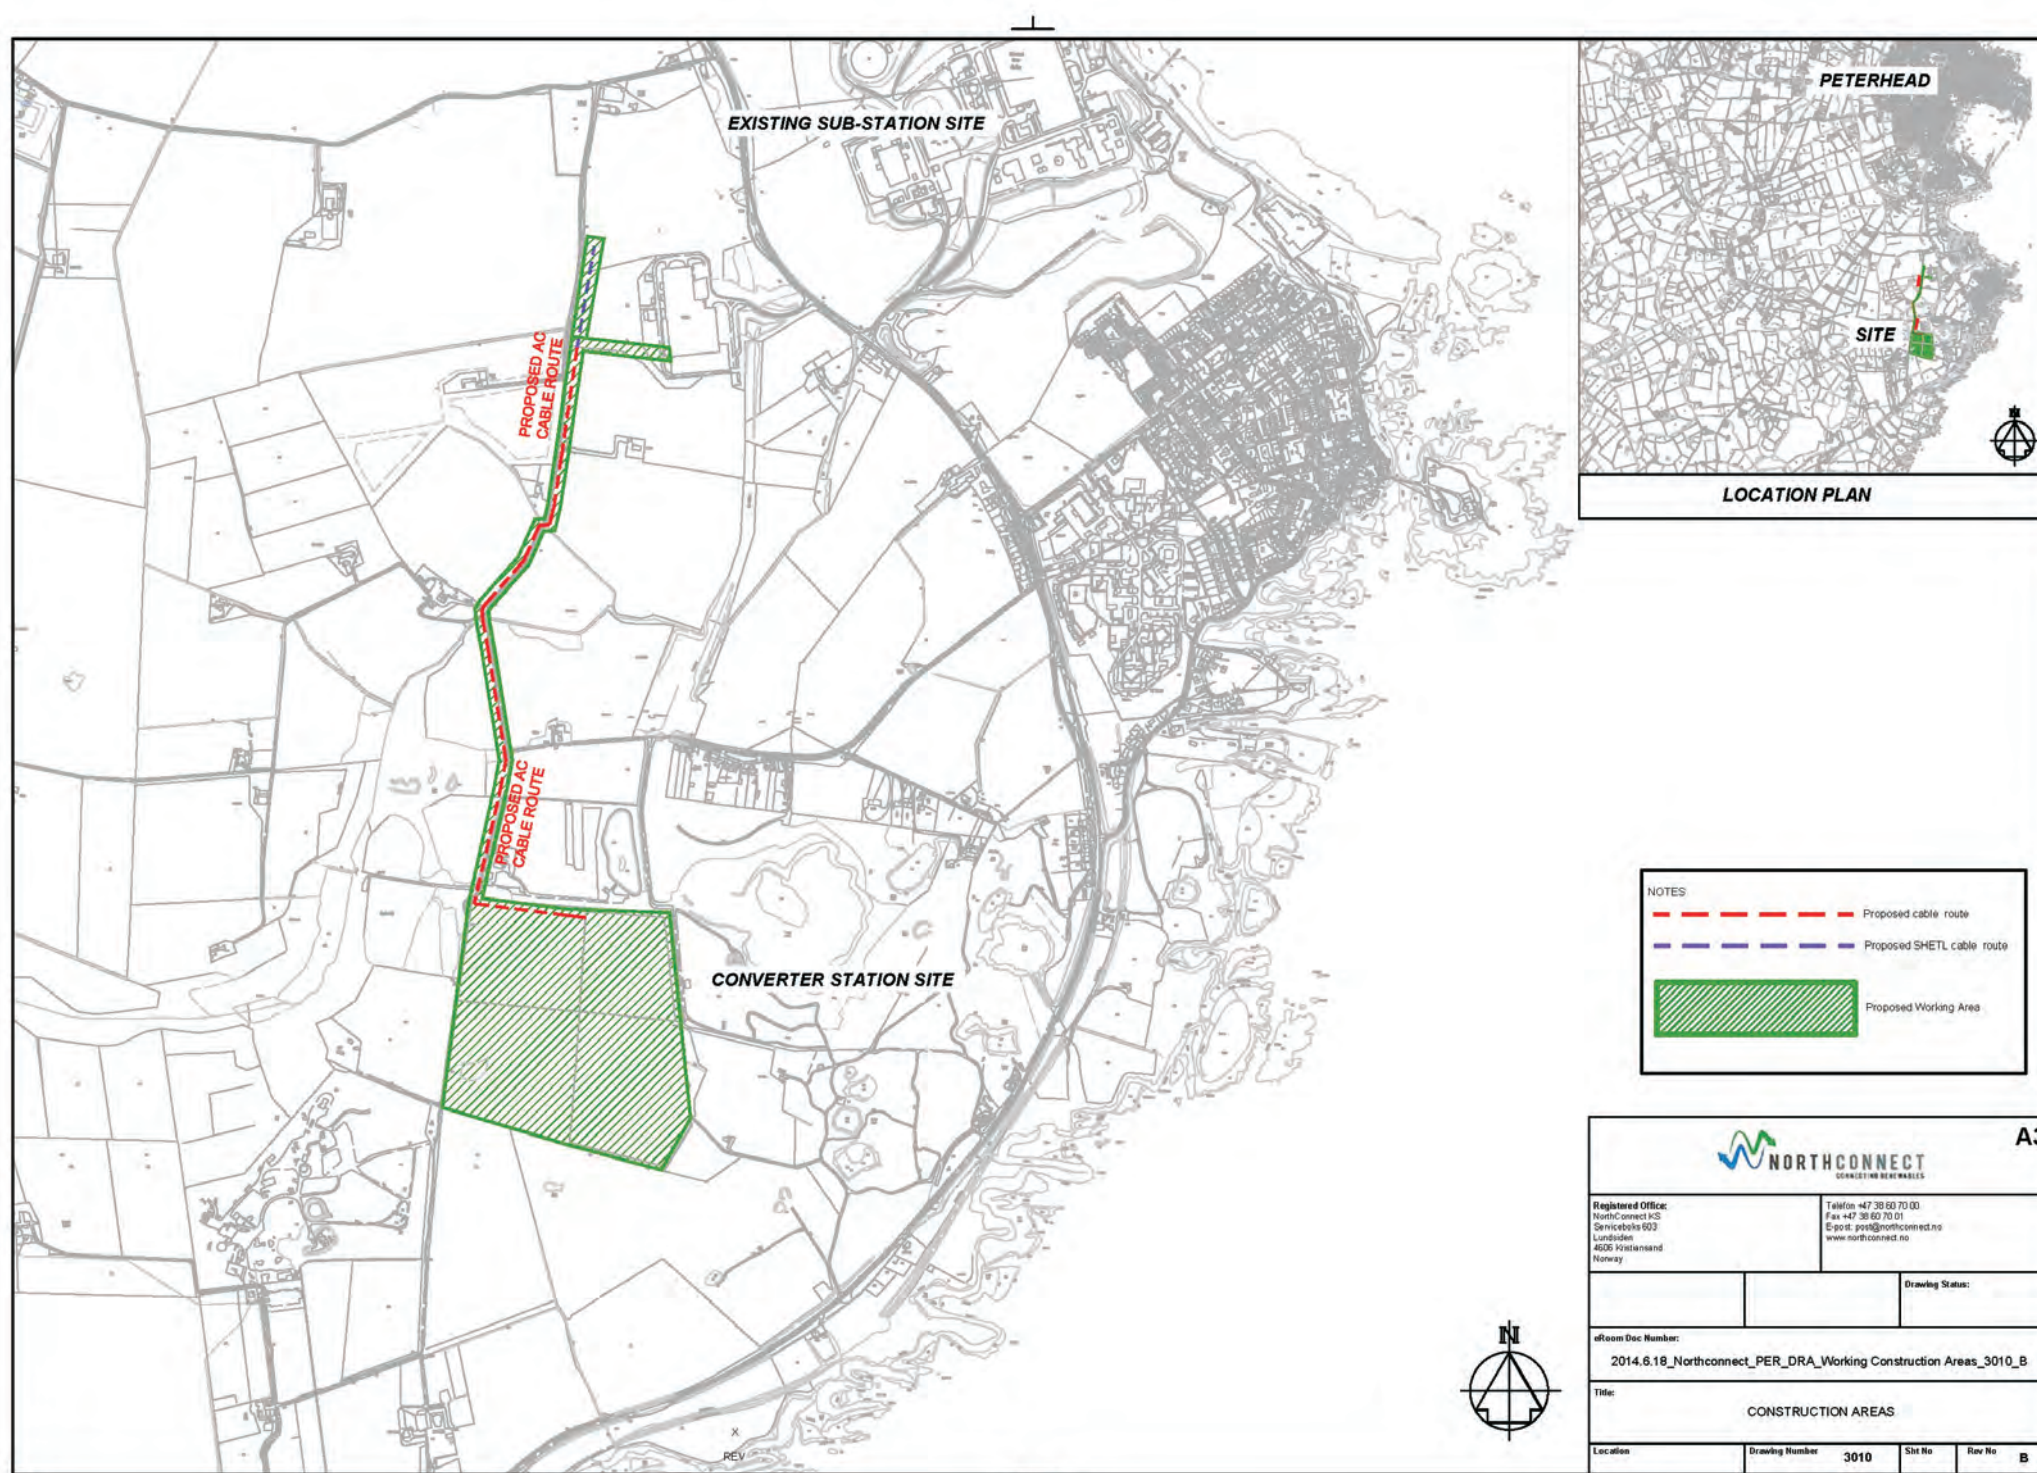 EXISTING SUB-STATION SITE
PROPOSED AC
CABLE ROUTE
PROPOSED AC
CABLE ROUTE
CONVERTER STATION SITE
X
REV
N
PETERHEAD
SITE
LOCATION PLAN
NOTES
Proposed cable route
Proposed SHETL cable route
Proposed Working Area
A3
NORTHCONNECT
CONNECTING RENEWABLES
Registered Office:
NorthConnect KS
Serviceboks 603
Lundsiden
4606 Kristiansand
Norway
Telefon +47 38 60 70 00
Fax +47 38 60 70 01
E-post: post@northconnect.no
www.northconnect.no
Drawing Status:
eRoom Doc Number:
2014.6.18_Northconnect_PER_DRA_Working Construction Areas_3010_B
Title:
CONSTRUCTION AREAS
Location
Drawing Number 3010
Sht No
Rev No B